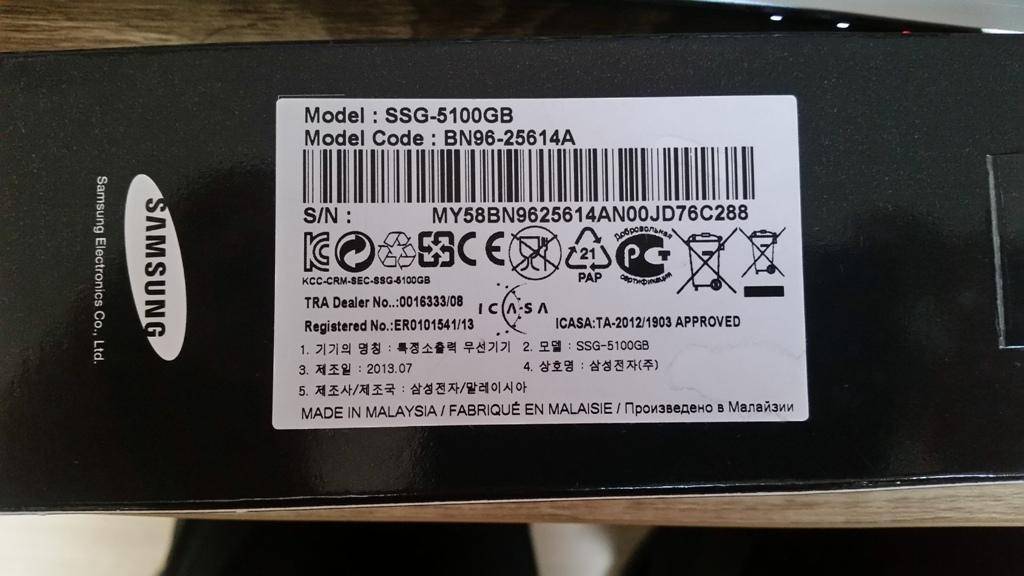 SAMSUNG
Samsung Electronics Co., Ltd.
Model : SSG-5100GB
Model Code : BN96-25614A
S/N : MY58BN9625614AN00JD76C288
KCC-CRM-SEC-SSG-5100GB
21
PAP
Добровольная
сертификация
TRA Dealer No.:0016333/08
ICASA
Registered No.:ER0101541/13
ICASA:TA-2012/1903 APPROVED
1. 기기의 명칭 : 특정소출력 무선기기 2. 모델 : SSG-5100GB
3. 제조일 : 2013.07 4. 상호명 : 삼성전자(주)
5. 제조사/제조국 : 삼성전자/말레이시아
MADE IN MALAYSIA / FABRIQUÉ EN MALAISIE / Произведено в Малайзии